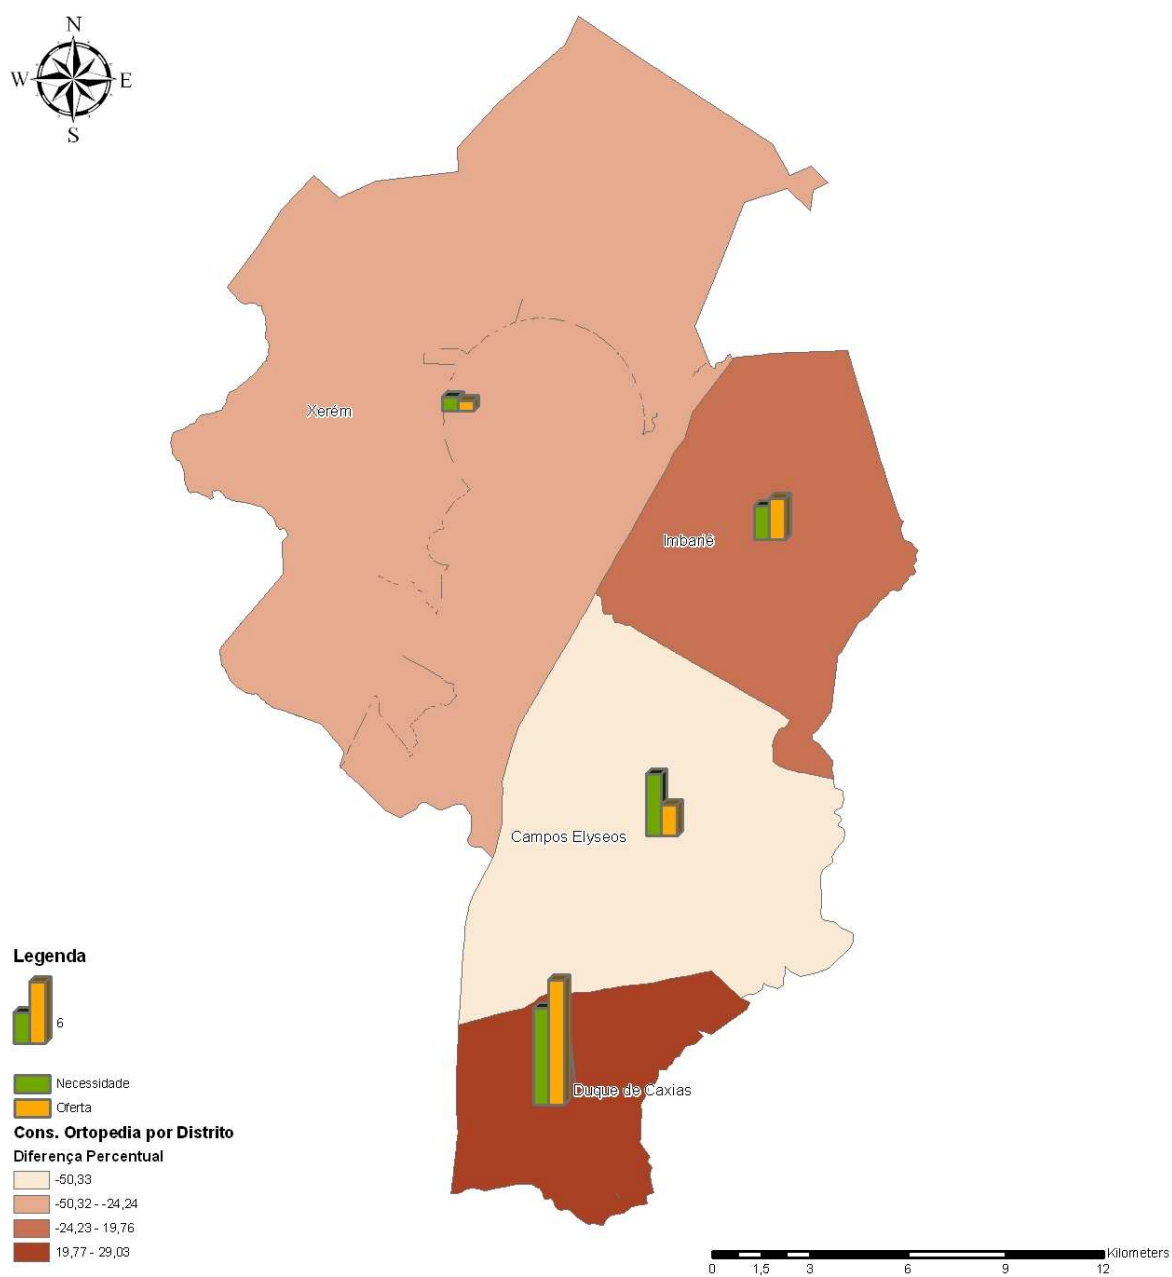 N
W E
S
Xerém
Imbariê
Campos Elyseos
Duque de Caxias
Legenda
6
Necessidade
Oferta
Cons. Ortopedia por Distrito
Diferença Percentual
-50,33
-50,32 - -24,24
-24,23 - 19,76
19,77 - 29,03
Kilometers
0 1,5 3 6 9 12